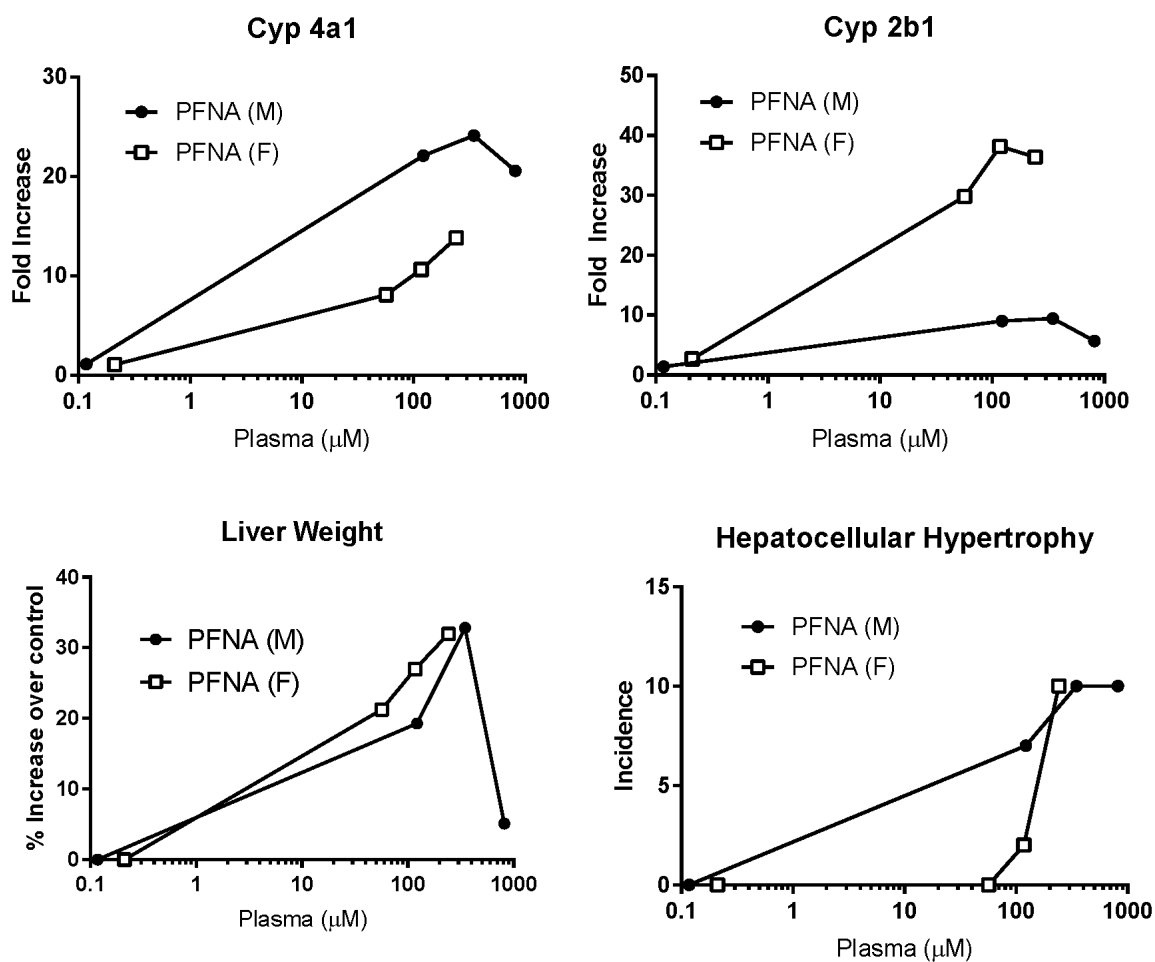 Cyp 4a1
30
20
10
0
Fold Increase
PFNA (M)
PFNA (F)
0.1 1 10 100 1000
Plasma (μM)
Cyp 2b1
50
40
30
20
10
0
Fold Increase
PFNA (M)
PFNA (F)
0.1 1 10 100 1000
Plasma (μM)
Liver Weight
40
30
20
10
0
% Increase over control
PFNA (M)
PFNA (F)
0.1 1 10 100 1000
Plasma (μM)
Hepatocellular Hypertrophy
15
10
5
0
Incidence
PFNA (M)
PFNA (F)
0.1 1 10 100 1000
Plasma (μM)